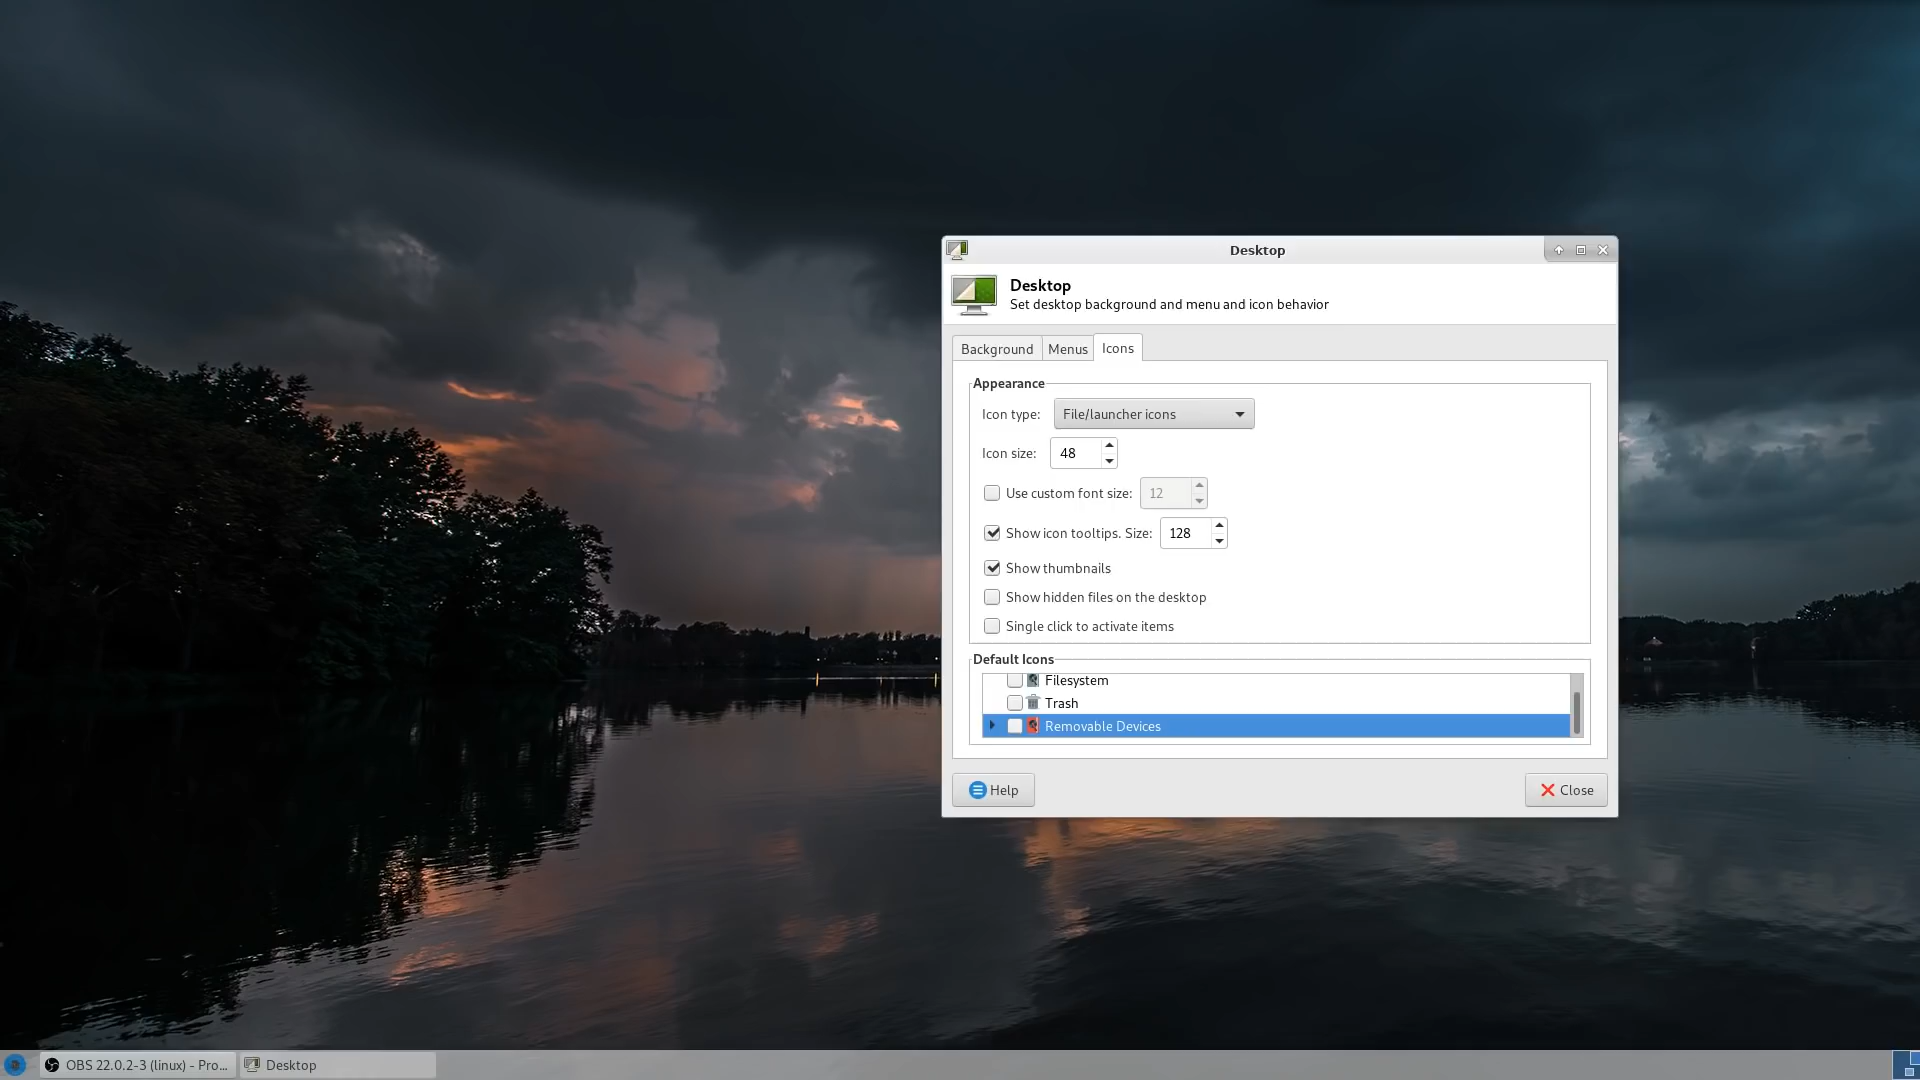 Desktop
Desktop
Set desktop background and menu and icon behavior
Background
Menus
Icons
Appearance
Icon type:
File/launcher icons
Icon size:
48
Use custom font size:
12
Show icon tooltips. Size:
128
Show thumbnails
Show hidden files on the desktop
Single click to activate items
Default Icons
Filesystem
Trash
Removable Devices
Help
Close
OBS 22.0.2-3 (linux) - Pro...
Desktop